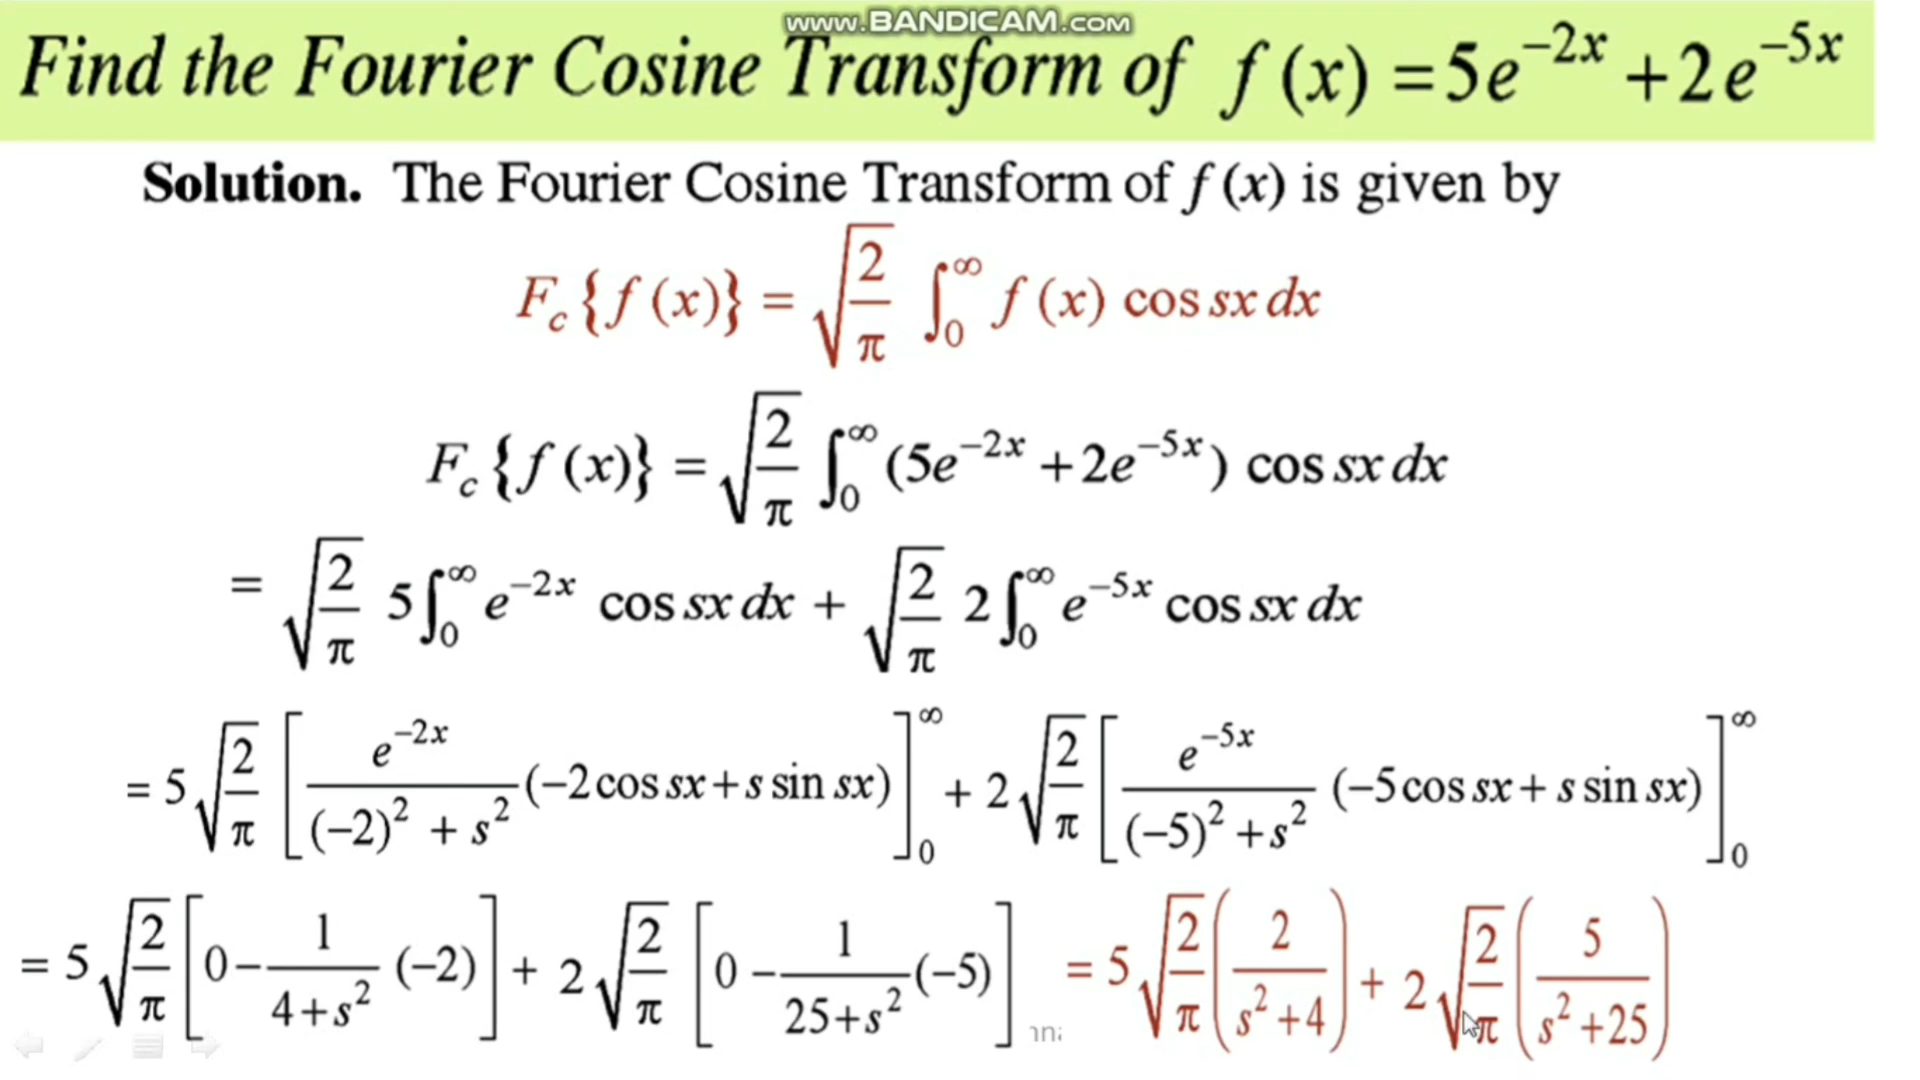 www.BANDICAM.com
Find the Fourier Cosine Transform of f(x) = 5e^{-2x} + 2e^{-5x}
Solution. The Fourier Cosine Transform of f(x) is given by
F_c{f(x)} = √(2/π) ∫_0^∞ f(x) cos sx dx
F_c{f(x)} = √(2/π) ∫_0^∞ (5e^{-2x} + 2e^{-5x}) cos sx dx
= √(2/π) 5∫_0^∞ e^{-2x} cos sx dx + √(2/π) 2∫_0^∞ e^{-5x} cos sx dx
= 5√(2/π) [e^{-2x}/((-2)^2 + s^2) (-2 cos sx + s sin sx)]_0^∞ + 2√(2/π) [e^{-5x}/((-5)^2 + s^2) (-5 cos sx + s sin sx)]_0^∞
= 5√(2/π) [0 - 1/(4+s^2) (-2)] + 2√(2/π) [0 - 1/(25+s^2) (-5)] = 5√(2/π) (2/(s^2+4)) + 2√(2/π) (5/(s^2+25))